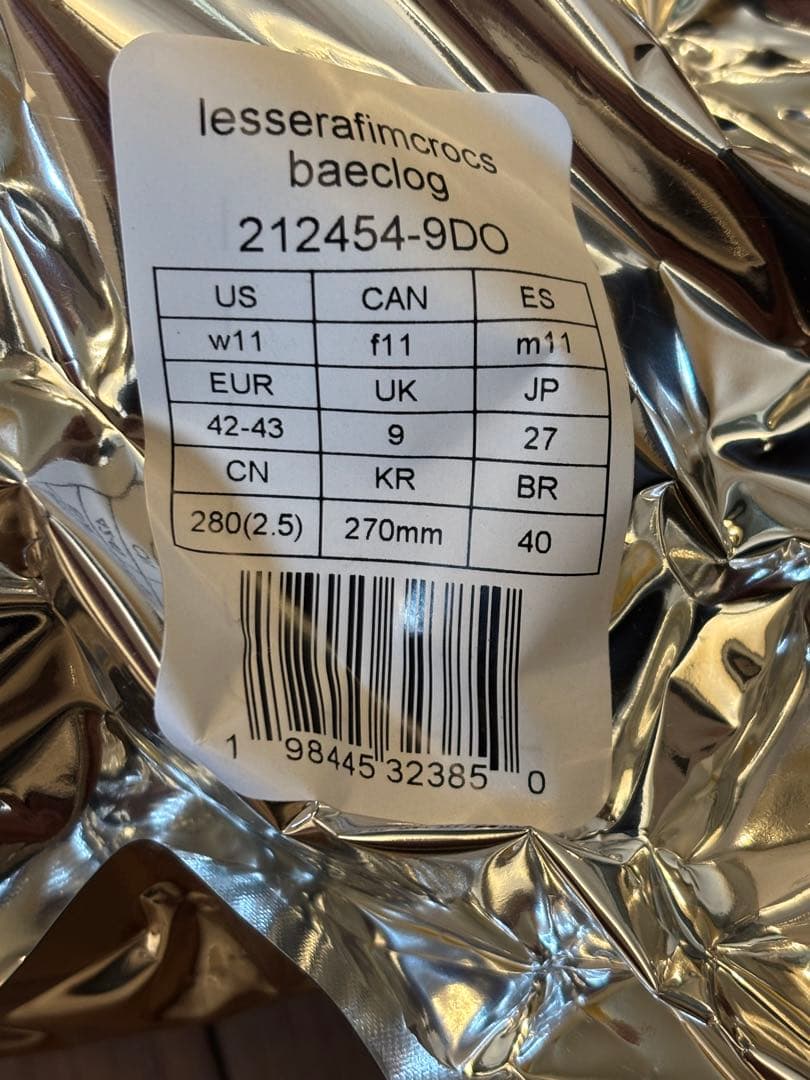 lesserafimcrocs
baeclog
212454-9DO
US CAN ES
w11 f11 m11
EUR UK JP
42-43 9 27
CN KR BR
280(2.5) 270mm 40
1 98445 32385 0